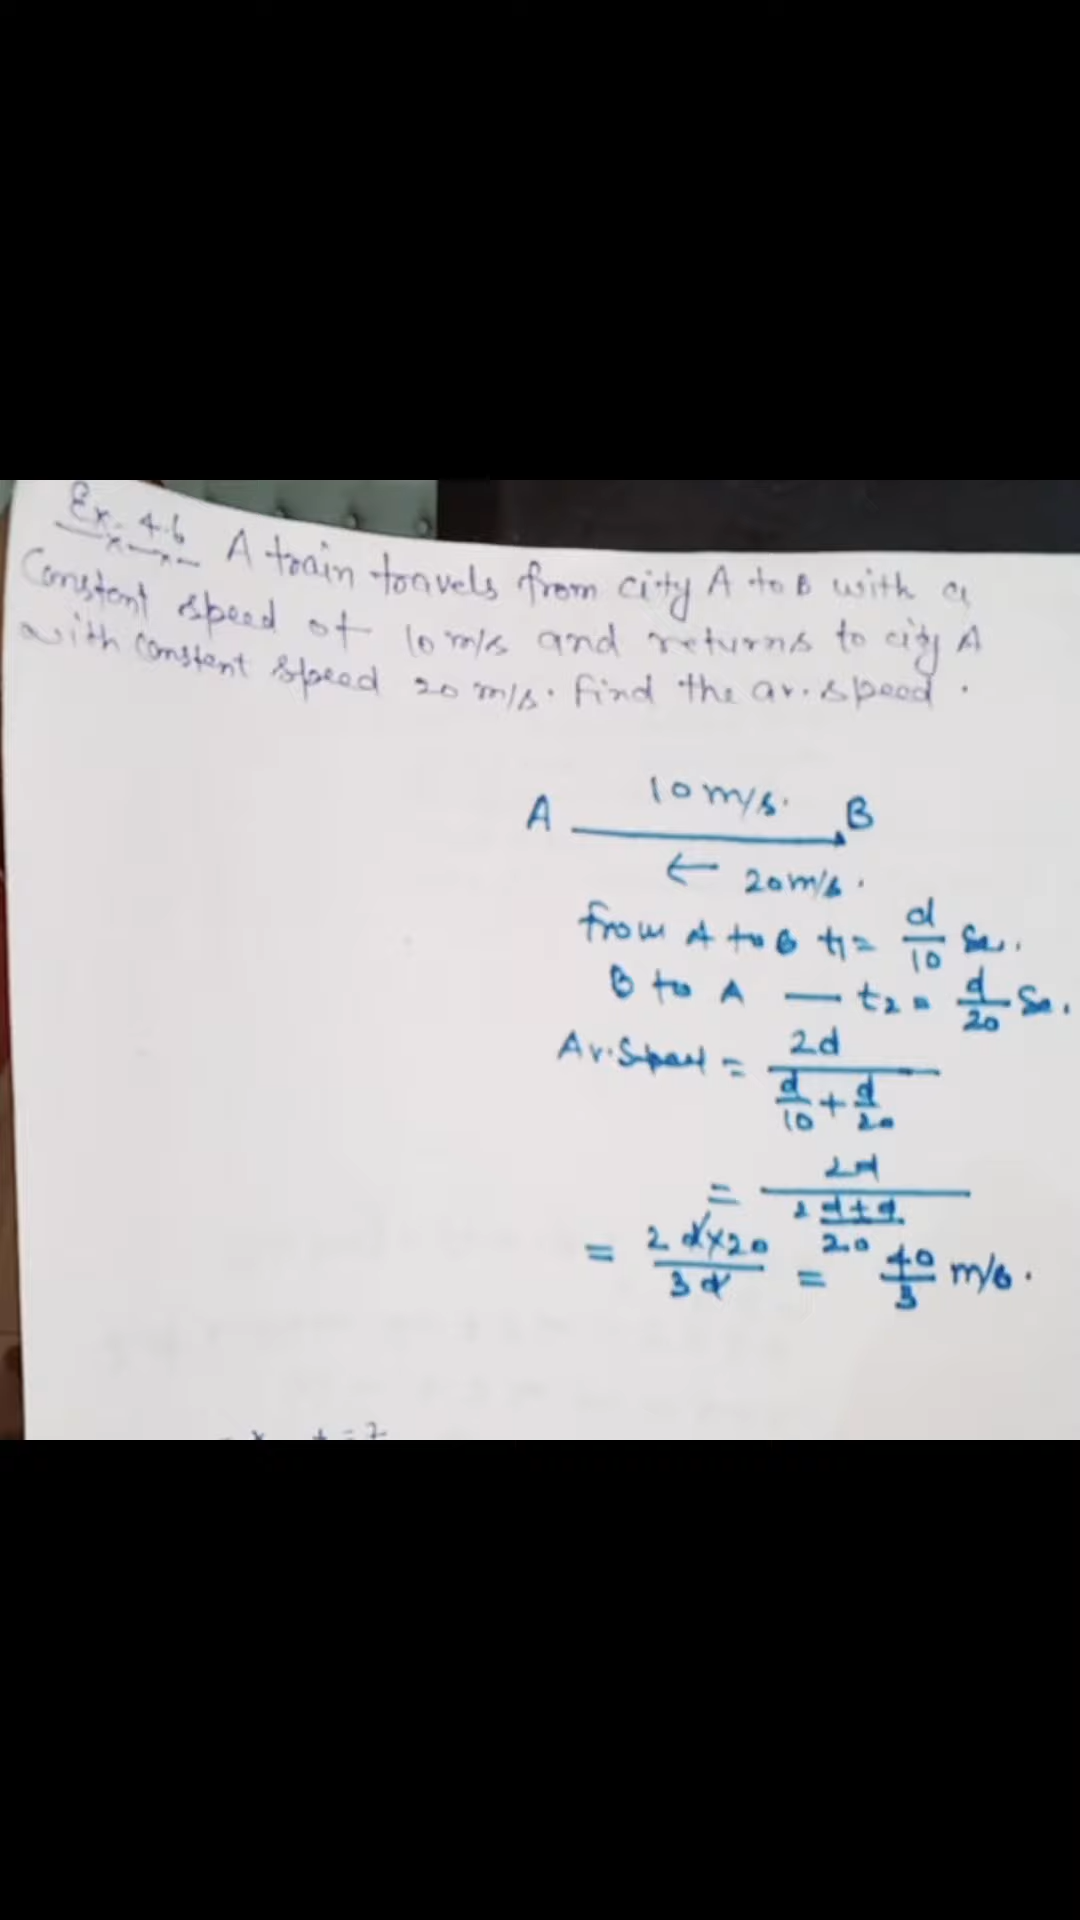 Ex. 4.6 A train travels from city A to B with a
Constant speed of 10 m/s and returns to city A
with constant speed 20 m/s. Find the av. speed.
10 m/s.
A B
← 20 m/s.
from A to B t1 = d/10 Sec.
B to A — t2 = d/20 Sec.
Av. Speed = 2d / (d/10 + d/20)
= 2d / ((2d+d)/20)
= 2d×20 / 3d = 40/3 m/s.